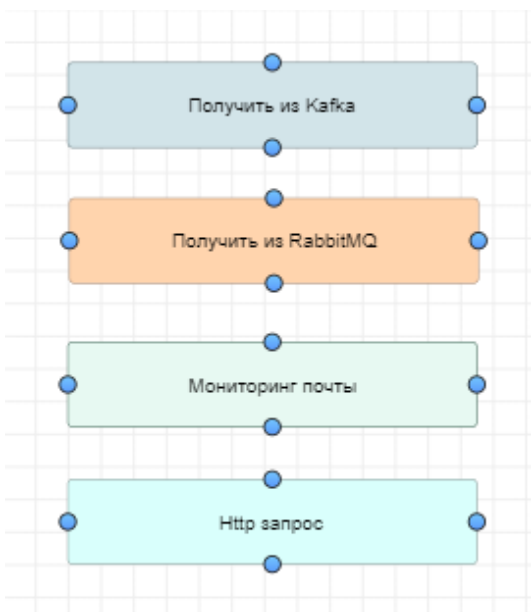 Получить из Kafka
Получить из RabbitMQ
Мониторинг почты
Http запрос